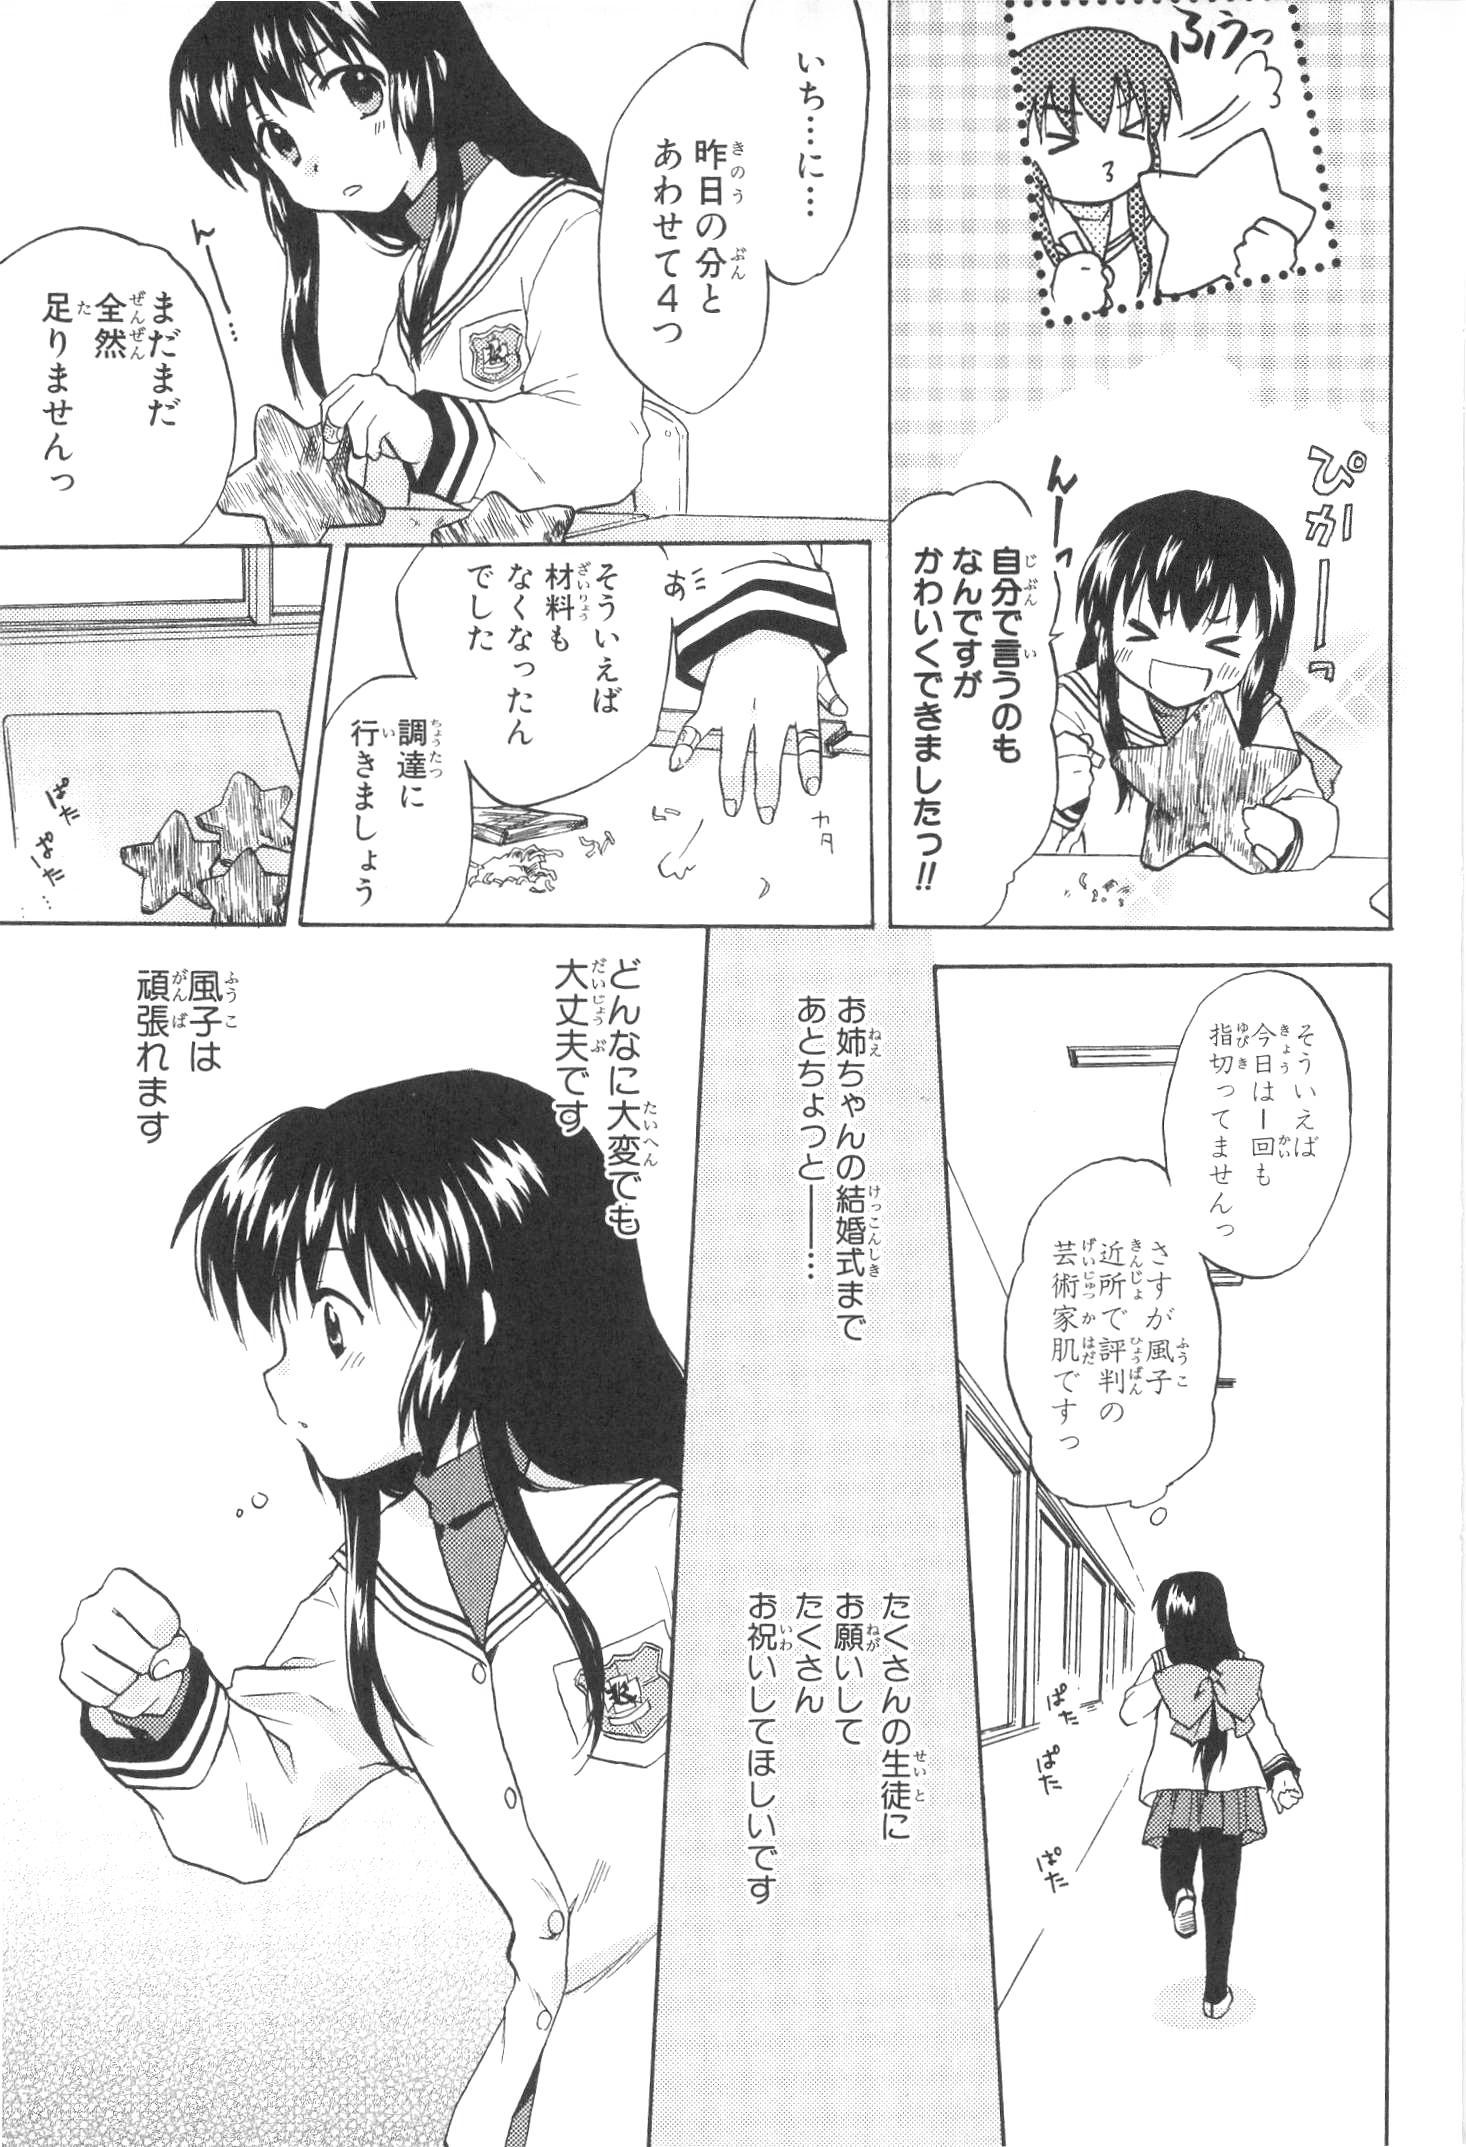 ふうっ
ぴかーーっ
んーーっ
自分で言うのも
なんですが
かわいくできましたっ!!
いち…に…
昨日の分と
あわせて4つ
んーー…
まだまだ
全然
足りませんっ
あ
そういえば
材料も
なくなったん
でした
調達に
行きましょう
カタ
ぱた
ぱた
そういえば
今日は1回も
指切ってませんっ
さすが風子
近所で評判の
芸術家肌ですっ
ぱた
ぱた
ぱた
お姉ちゃんの結婚式まで
あとちょっと――…
たくさんの生徒に
お願いして
たくさん
お祝いしてほしいです
どんなに大変でも
大丈夫です
風子は
頑張れます